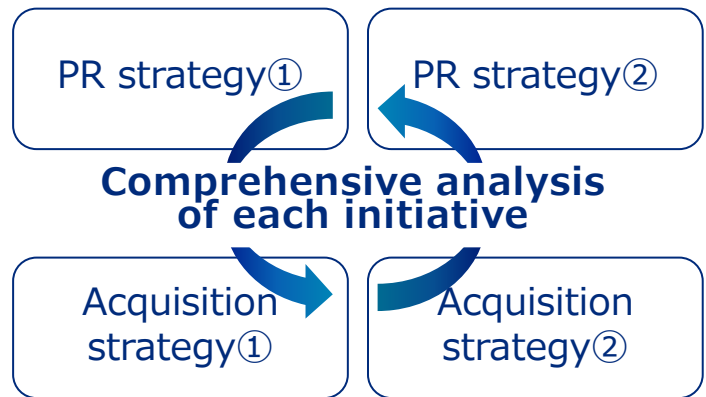 PR strategy①
PR strategy②
Comprehensive analysis
of each initiative
Acquisition
strategy①
Acquisition
strategy②